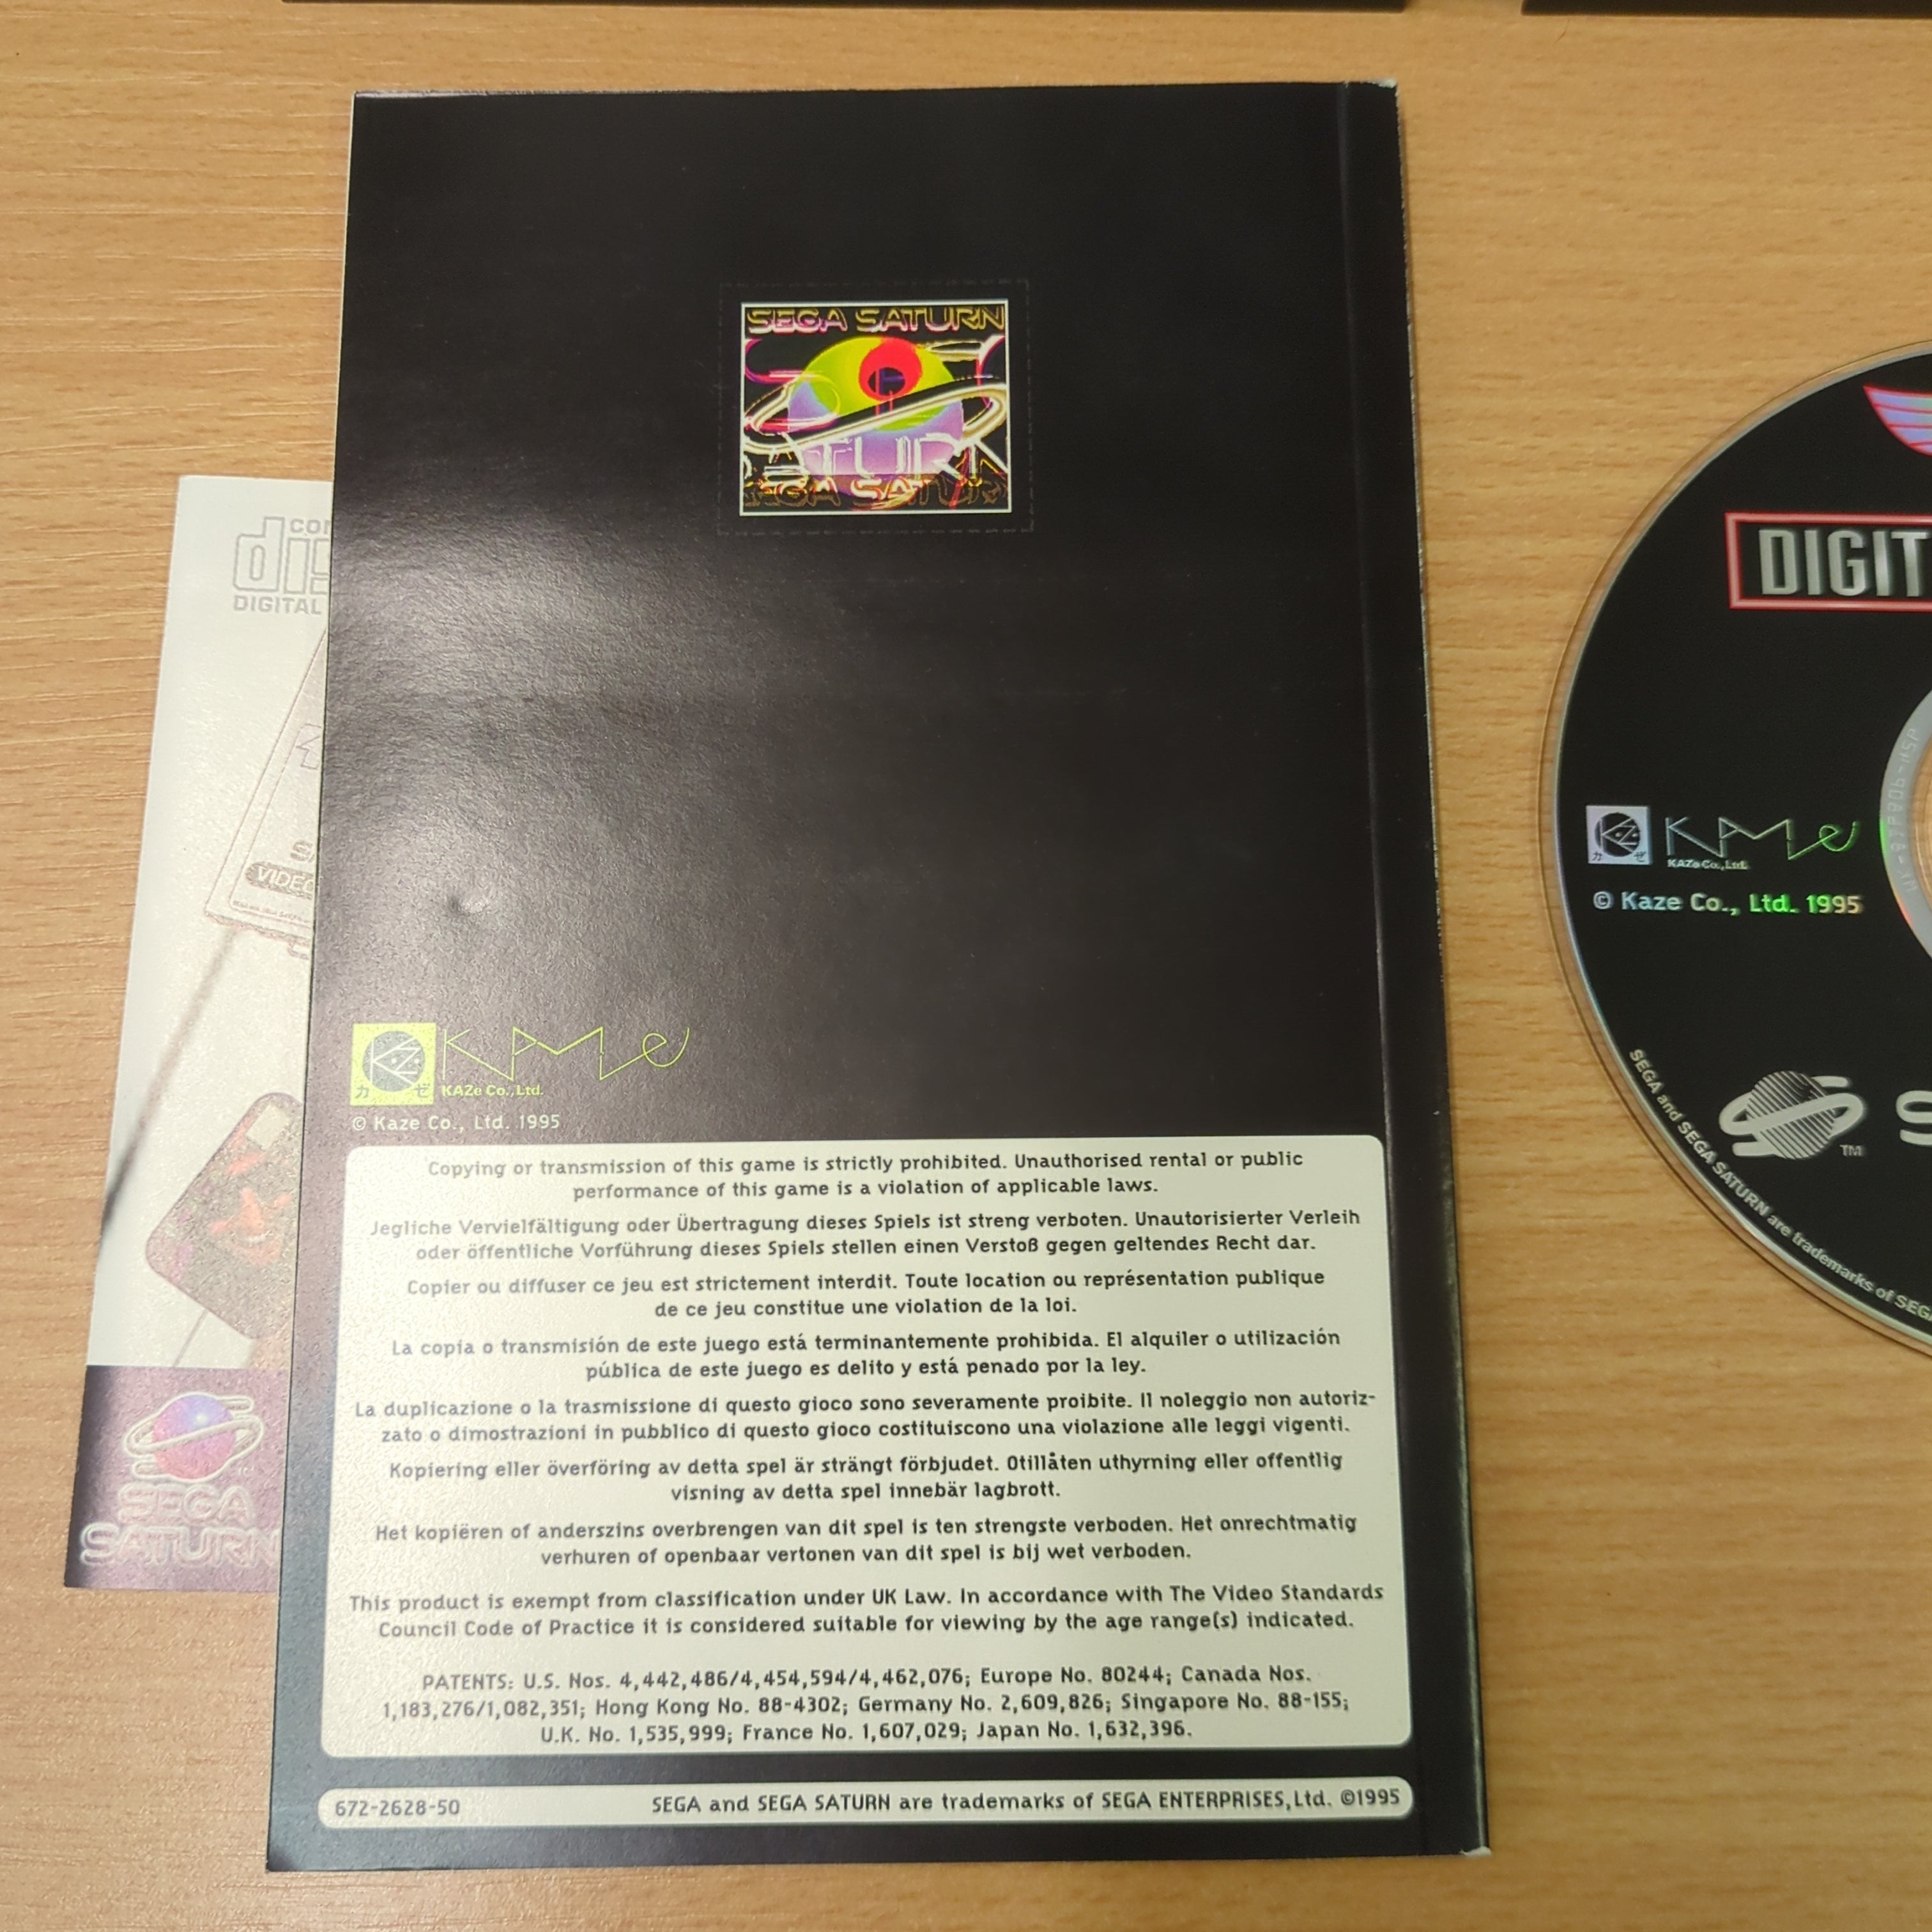 SEGA SATURN
SATURN
SEGA SATURN
KAZe
カ ゼ
KAZe Co.,Ltd.
© Kaze Co., Ltd. 1995
Copying or transmission of this game is strictly prohibited. Unauthorised rental or public
performance of this game is a violation of applicable laws.
Jegliche Vervielfältigung oder Übertragung dieses Spiels ist streng verboten. Unautorisierter Verleih
oder öffentliche Vorführung dieses Spiels stellen einen Verstoß gegen geltendes Recht dar.
Copier ou diffuser ce jeu est strictement interdit. Toute location ou représentation publique
de ce jeu constitue une violation de la loi.
La copia o transmisión de este juego está terminantemente prohibida. El alquiler o utilización
pública de este juego es delito y está penado por la ley.
La duplicazione o la trasmissione di questo gioco sono severamente proibite. Il noleggio non autoriz-
zato o dimostrazioni in pubblico di questo gioco costituiscono una violazione alle leggi vigenti.
Kopiering eller överföring av detta spel är strängt förbjudet. Otillåten uthyrning eller offentlig
visning av detta spel innebär lagbrott.
Het kopiëren of anderszins overbrengen van dit spel is ten strengste verboden. Het onrechtmatig
verhuren of openbaar vertonen van dit spel is bij wet verboden.
This product is exempt from classification under UK Law. In accordance with The Video Standards
Council Code of Practice it is considered suitable for viewing by the age range(s) indicated.
PATENTS: U.S. Nos. 4,442,486/4,454,594/4,462,076; Europe No. 80244; Canada Nos.
1,183,276/1,082,351; Hong Kong No. 88-4302; Germany No. 2,609,826; Singapore No. 88-155;
U.K. No. 1,535,999; France No. 1,607,029; Japan No. 1,632,396.
672-2628-50 SEGA and SEGA SATURN are trademarks of SEGA ENTERPRISES,Ltd. ©1995
DIGITAL
VIDEO
SEGA
SATURN
DIGIT
KAZe
カ ゼ
KAZe Co.,Ltd.
© Kaze Co., Ltd. 1995
TM
SEGA and SEGA SATURN are trademarks of SEGA